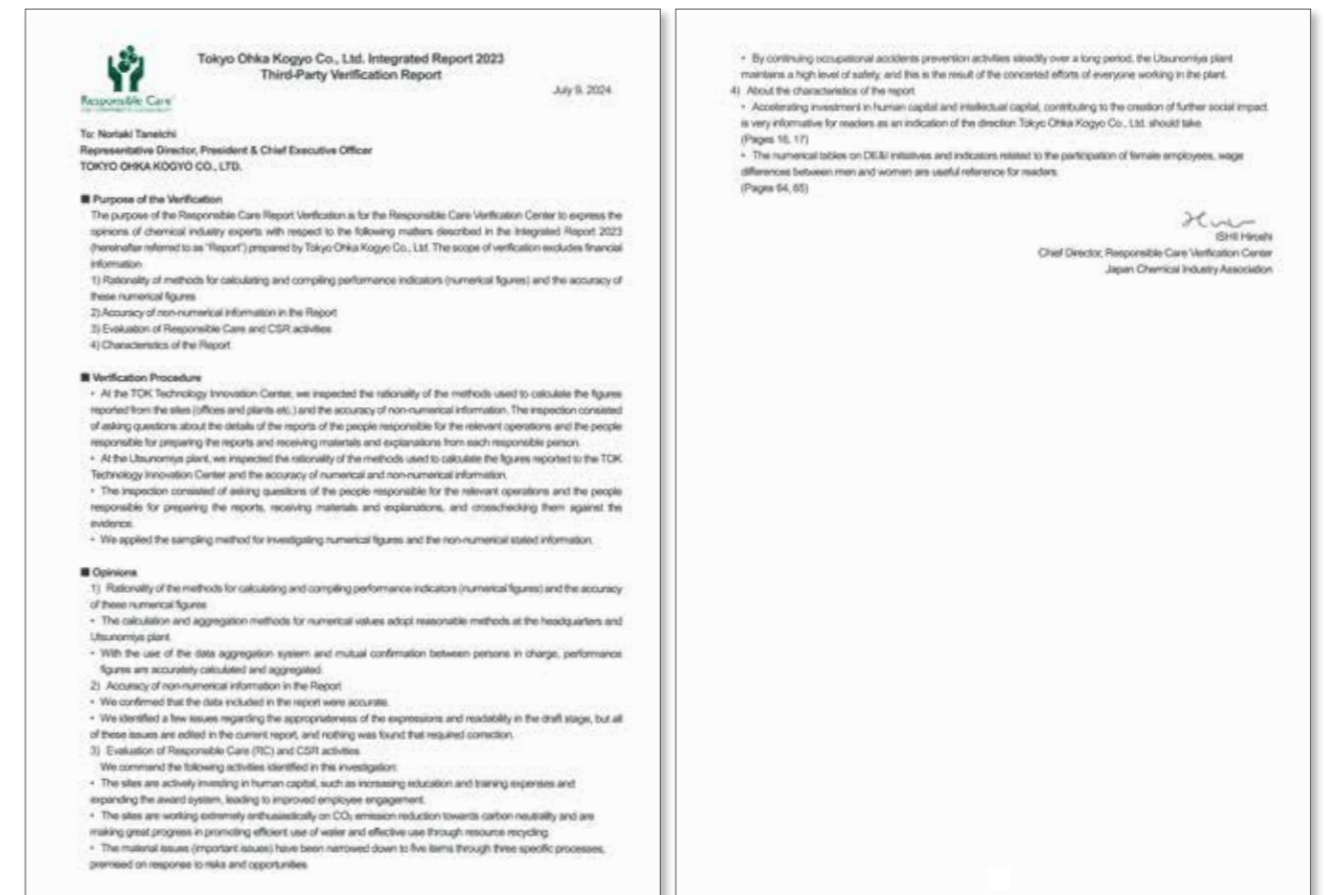 Tokyo Ohka Kogyo Co., Ltd. Integrated Report 2023
Third-Party Verification Report
July 9, 2024
Responsible Care
To: Noriaki Taneichi
Representative Director, President & Chief Executive Officer
TOKYO OHKA KOGYO CO., LTD.
■ Purpose of the Verification
The purpose of the Responsible Care Report Verification is for the Responsible Care Verification Center to express the
opinions of chemical industry experts with respect to the following matters described in the Integrated Report 2023
(hereinafter referred to as "Report") prepared by Tokyo Ohka Kogyo Co., Ltd. The scope of verification excludes financial
information.
1) Rationality of methods for calculating and compiling performance indicators (numerical figures) and the accuracy of
these numerical figures
2) Accuracy of non-numerical information in the Report
3) Evaluation of Responsible Care and CSR activities
4) Characteristics of the Report
■ Verification Procedure
• At the TOK Technology Innovation Center, we inspected the rationality of the methods used to calculate the figures
reported from the sites (offices and plants etc.) and the accuracy of non-numerical information. The inspection consisted
of asking questions about the details of the reports of the people responsible for the relevant operations and the people
responsible for preparing the reports and receiving materials and explanations from each responsible person.
• At the Utsunomiya plant, we inspected the rationality of the methods used to calculate the figures reported to the TOK
Technology Innovation Center and the accuracy of numerical and non-numerical information.
• The inspection consisted of asking questions of the people responsible for the relevant operations and the people
responsible for preparing the reports, receiving materials and explanations, and crosschecking them against the
evidence.
• We applied the sampling method for investigating numerical figures and the non-numerical stated information.
■ Opinions
1) Rationality of the methods for calculating and compiling performance indicators (numerical figures) and the accuracy
of these numerical figures
• The calculation and aggregation methods for numerical values adopt reasonable methods at the headquarters and
Utsunomiya plant.
• With the use of the data aggregation system and mutual confirmation between persons in charge, performance
figures are accurately calculated and aggregated.
2) Accuracy of non-numerical information in the Report
• We confirmed that the data included in the report were accurate.
• We identified a few issues regarding the appropriateness of the expressions and readability in the draft stage, but all
of these issues are edited in the current report, and nothing was found that required correction.
3) Evaluation of Responsible Care (RC) and CSR activities
We commend the following activities identified in this investigation:
• The sites are actively investing in human capital, such as increasing education and training expenses and
expanding the award system, leading to improved employee engagement.
• The sites are working extremely enthusiastically on CO₂ emission reduction towards carbon neutrality and are
making great progress in promoting efficient use of water and effective use through resource recycling.
• The material issues (important issues) have been narrowed down to five items through three specific processes,
premised on response to risks and opportunities.
• By continuing occupational accidents prevention activities steadily over a long period, the Utsunomiya plant
maintains a high level of safety, and this is the result of the concerted efforts of everyone working in the plant.
4) About the characteristics of the report
• Accelerating investment in human capital and intellectual capital, contributing to the creation of further social impact
is very informative for readers as an indication of the direction Tokyo Ohka Kogyo Co., Ltd. should take.
(Pages 16, 17)
• The numerical tables on DE&I initiatives and indicators related to the participation of female employees, wage
differences between men and women are useful reference for readers.
(Pages 64, 65)
ISHII Hiroshi
Chief Director, Responsible Care Verification Center
Japan Chemical Industry Association